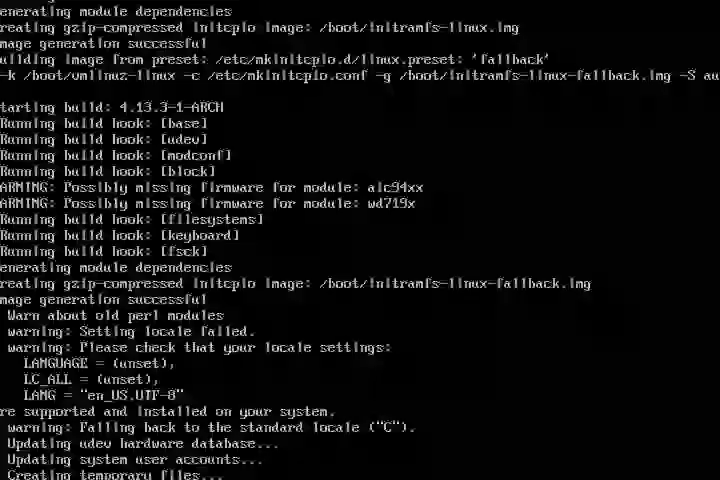 enerating module dependencies
reating gzip-compressed initcpio image: /boot/initramfs-linux.img
mage generation successful
uilding image from preset: /etc/mkinitcpio.d/linux.preset: 'fallback'
-k /boot/vmlinuz-linux -c /etc/mkinitcpio.conf -g /boot/initramfs-linux-fallback.img -S au
tarting build: 4.13.3-1-ARCH
Running build hook: [base]
Running build hook: [udev]
Running build hook: [modconf]
Running build hook: [block]
ARNING: Possibly missing firmware for module: aic94xx
ARNING: Possibly missing firmware for module: wd719x
Running build hook: [filesystems]
Running build hook: [keyboard]
Running build hook: [fsck]
enerating module dependencies
reating gzip-compressed initcpio image: /boot/initramfs-linux-fallback.img
mage generation successful
Warn about old perl modules
warning: Setting locale failed.
warning: Please check that your locale settings:
LANGUAGE = (unset),
LC_ALL = (unset),
LANG = "en_US.UTF-8"
re supported and installed on your system.
warning: Falling back to the standard locale ("C").
Updating udev hardware database...
Updating system user accounts...
Creating temporary files...